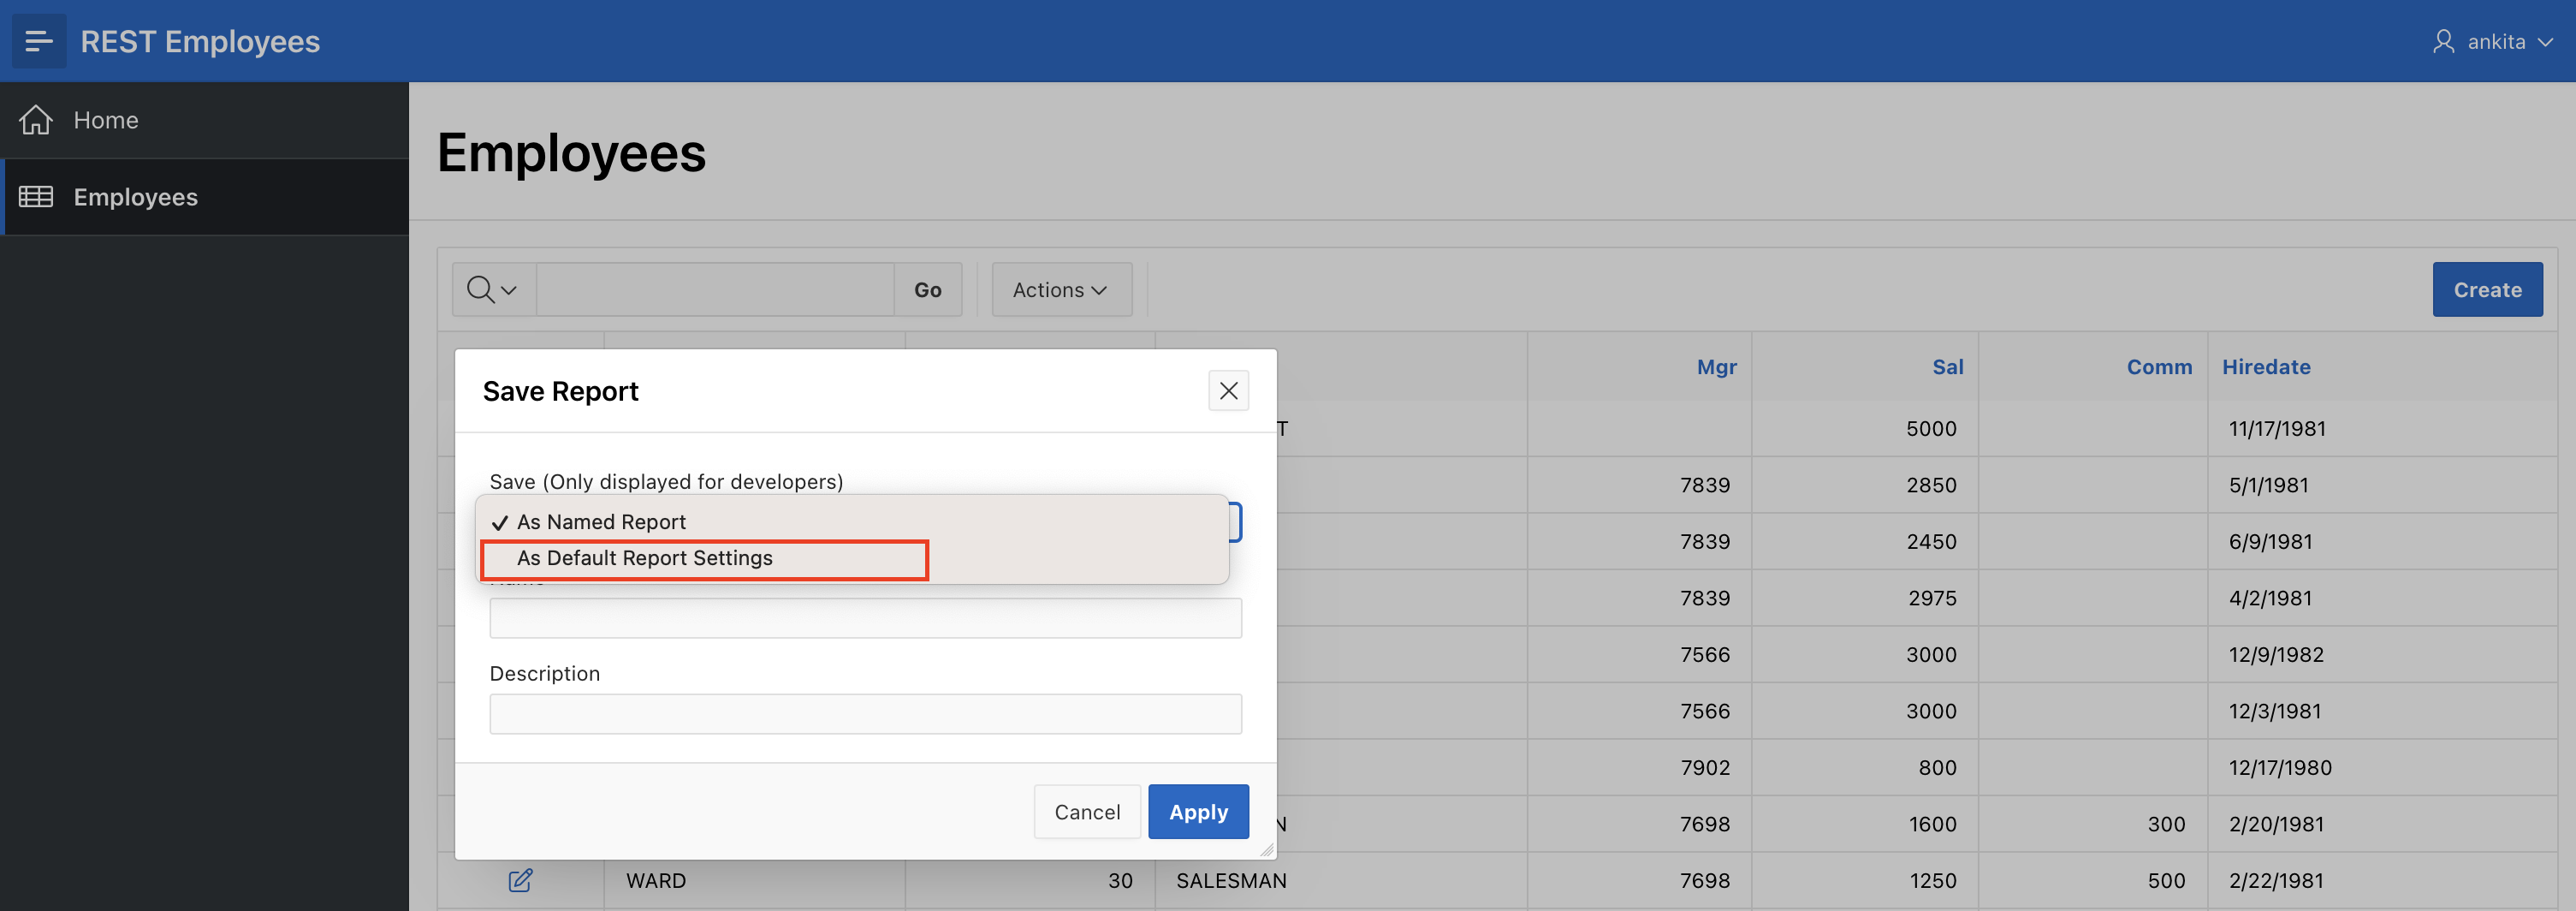 REST Employees
ankita
Home
Employees
Employees
Go
Actions
Create
Mgr Sal Comm Hiredate
Save Report
T 5000 11/17/1981
Save (Only displayed for developers)
7839 2850 5/1/1981
As Named Report
7839 2450 6/9/1981
As Default Report Settings
7839 2975 4/2/1981
7566 3000 12/9/1982
Description
7566 3000 12/3/1981
7902 800 12/17/1980
Cancel
Apply
N 7698 1600 300 2/20/1981
WARD 30 SALESMAN 7698 1250 500 2/22/1981